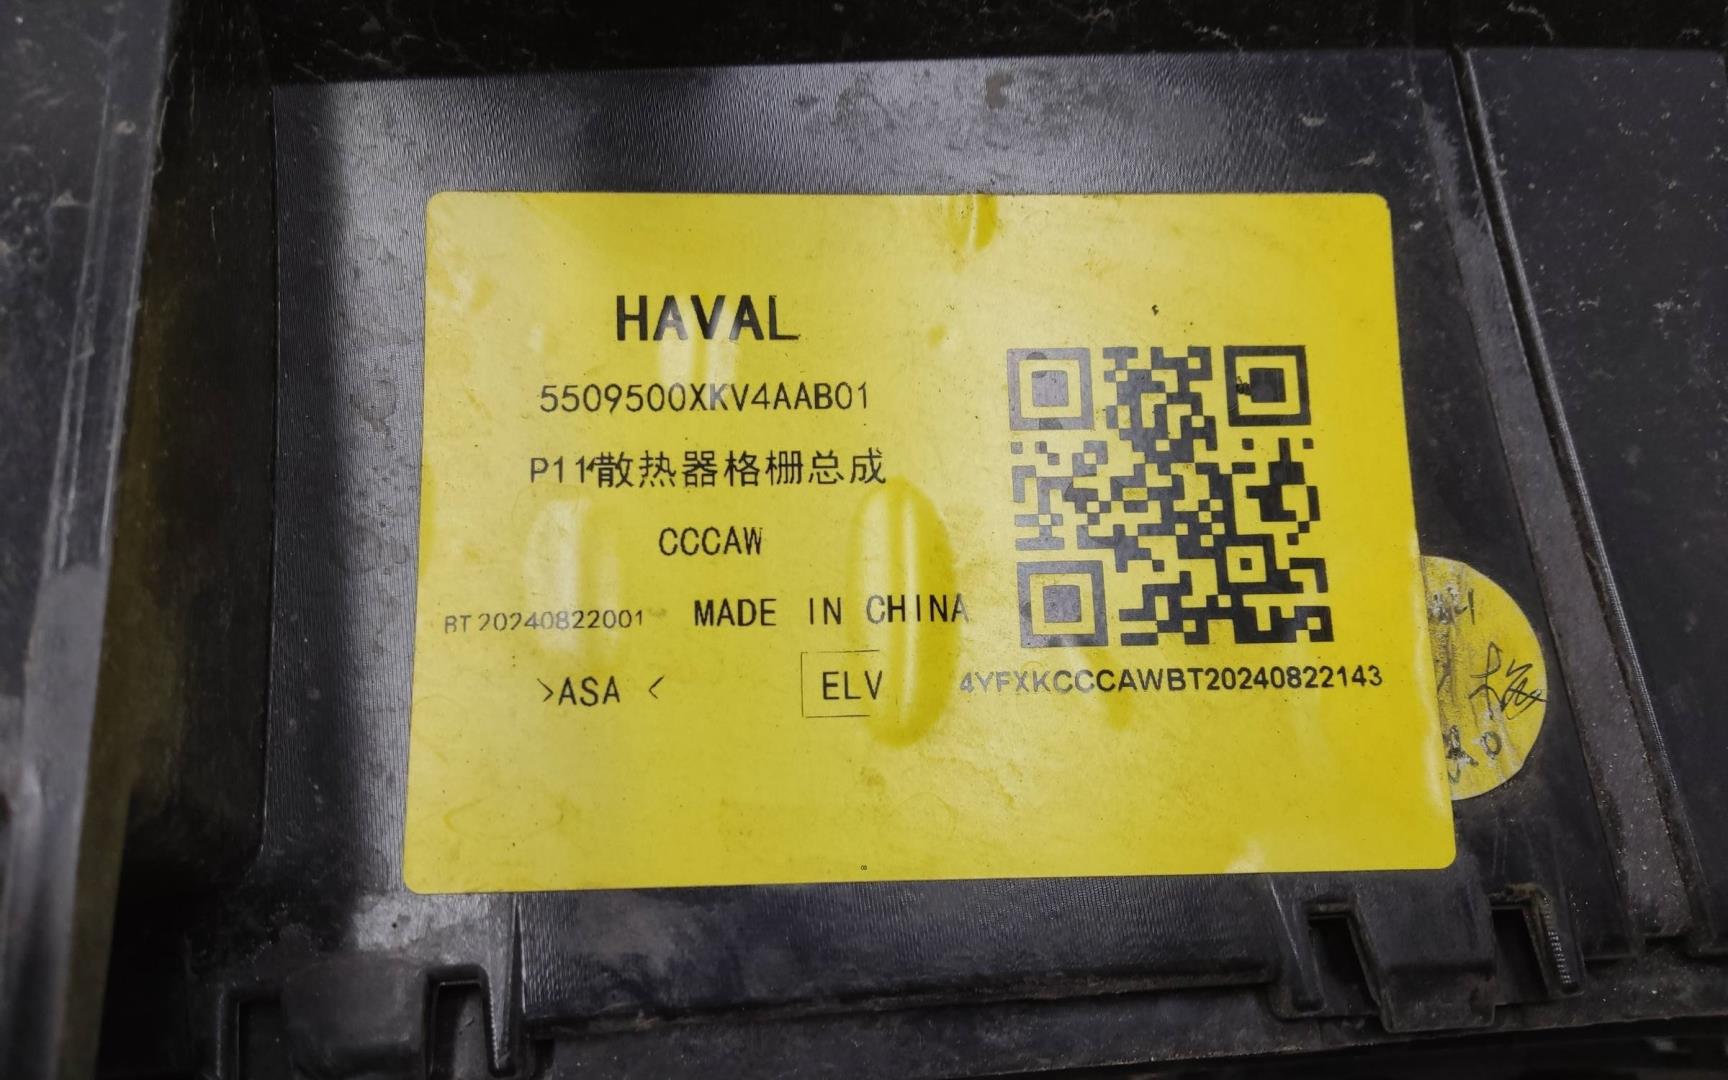 HAVAL
5509500XKV4AAB01
P11散热器格栅总成
CCCAW
BT20240822001 MADE IN CHINA
>ASA < ELV 4YFXKCCCAWBT20240822143